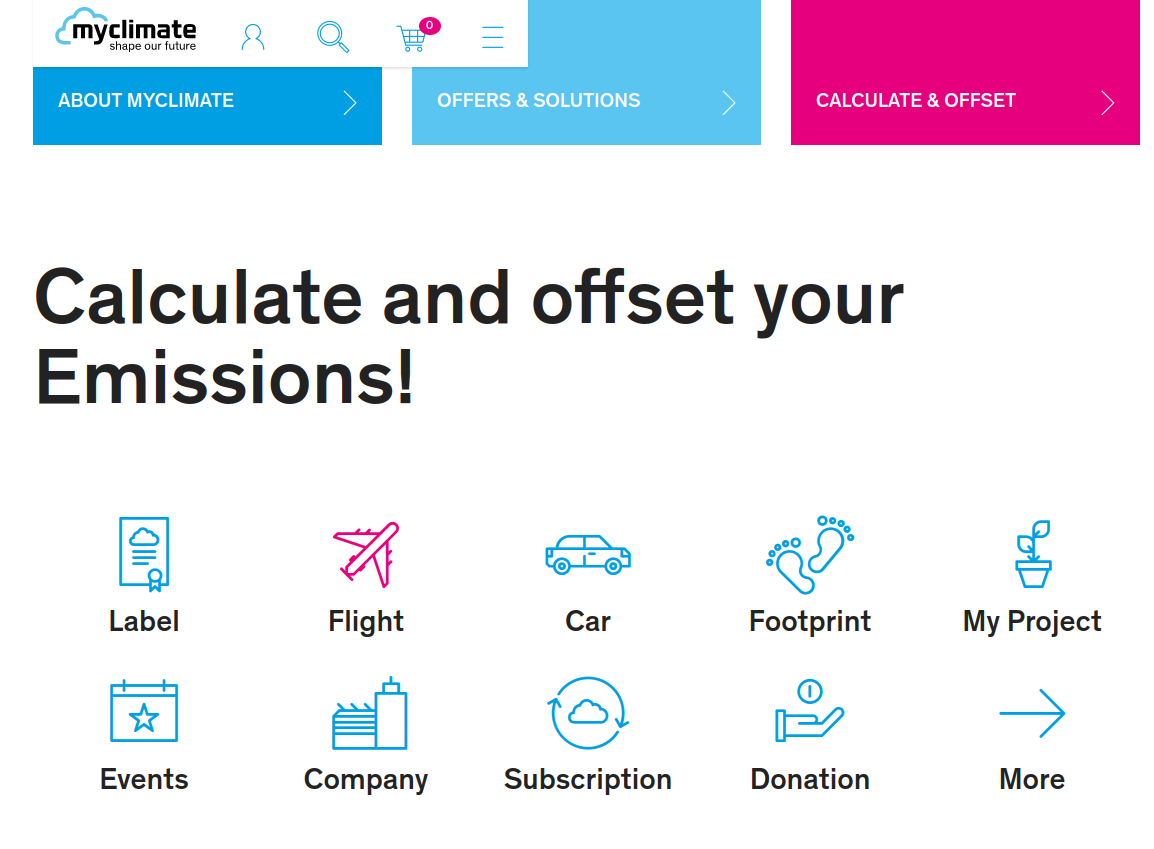 myclimate
shape our future
0
ABOUT MYCLIMATE
OFFERS & SOLUTIONS
CALCULATE & OFFSET
Calculate and offset your
Emissions!
Label
Flight
Car
Footprint
My Project
Events
Company
Subscription
Donation
More